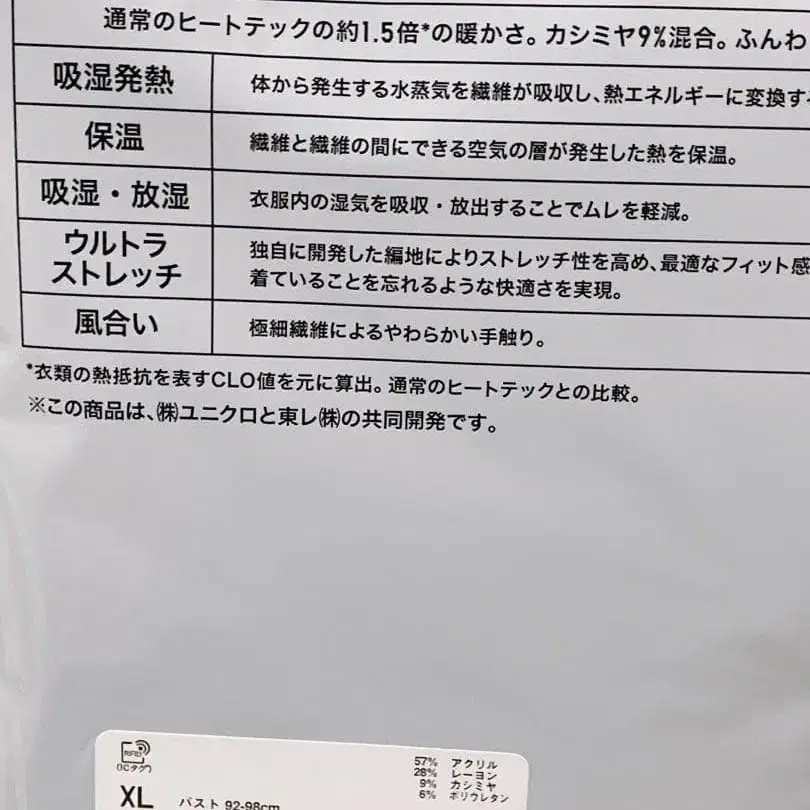 通常のヒートテックの約1.5倍*の暖かさ。カシミヤ9%混合。ふんわ
吸湿発熱
体から発生する水蒸気を繊維が吸収し、熱エネルギーに変換す
保温
繊維と繊維の間にできる空気の層が発生した熱を保温。
吸湿・放湿
衣服内の湿気を吸収・放出することでムレを軽減。
ウルトラ
ストレッチ
独自に開発した編地によりストレッチ性を高め、最適なフィット感
着ていることを忘れるような快適さを実現。
風合い
極細繊維によるやわらかい手触り。
*衣類の熱抵抗を表すCLO値を元に算出。通常のヒートテックとの比較。
※この商品は、㈱ユニクロと東レ㈱の共同開発です。
RFID
(ICタグ)
XL
バスト 92-98cm
57% アクリル
28% レーヨン
9% カシミヤ
6% ポリウレタン